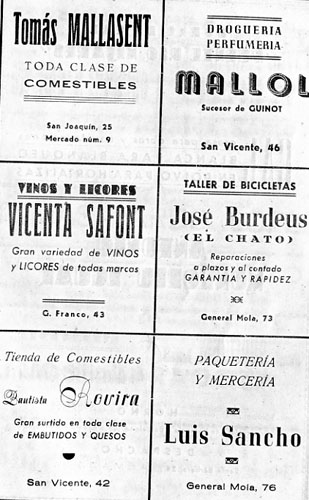 Tomás MALLASENT
TODA CLASE DE
COMESTIBLES
San Joaquín, 25
Mercado núm. 9
DROGUERIA
PERFUMERIA
MALLOL
Sucesor de GUINOT
San Vicente, 46
VINOS Y LICORES
VICENTA SAFONT
Gran variedad de VINOS
y LICORES de todas marcas
G. Franco, 43
TALLER DE BICICLETAS
José Burdeus
(EL CHATO)
Reparaciones
a plazos y al contado
GARANTIA Y RAPIDEZ
General Mola, 73
Tienda de Comestibles
Bautista Rovira
Gran surtido en toda clase
de EMBUTIDOS Y QUESOS
San Vicente, 42
PAQUETERÍA
Y MERCERÍA
Luis Sancho
General Mola, 76